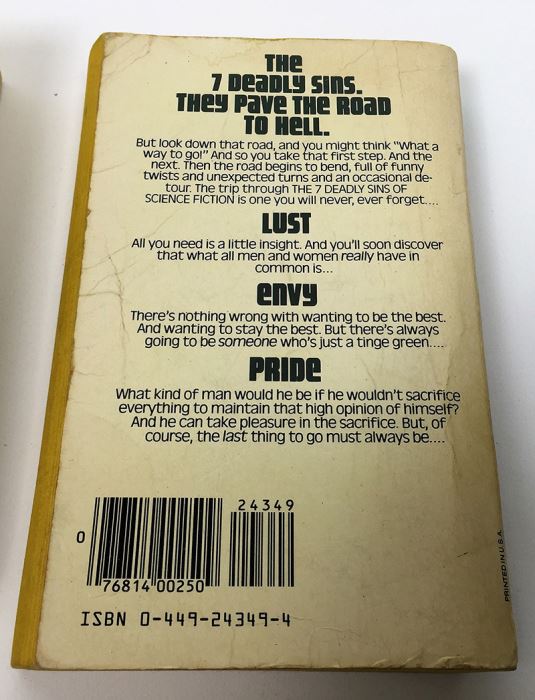 THE
7 DEADLY SINS.
THEY PAVE THE ROAD
TO HELL.
But look down that road, and you might think "What a
way to go!" And so you take that first step. And the
next. Then the road begins to bend, full of funny
twists and unexpected turns and an occasional de-
tour. The trip through THE 7 DEADLY SINS OF
SCIENCE FICTION is one you will never, ever forget....
LUST
All you need is a little insight. And you'll soon discover
that what all men and women really have in
common is...
ENVY
There's nothing wrong with wanting to be the best.
And wanting to stay the best. But there's always
going to be someone who's just a tinge green....
PRIDE
What kind of man would he be if he wouldn't sacrifice
everything to maintain that high opinion of himself?
And he can take pleasure in the sacrifice. But, of
course, the last thing to go must always be....
24349
0
76814 00250
ISBN 0-449-24349-4
PRINTED IN U.S.A.